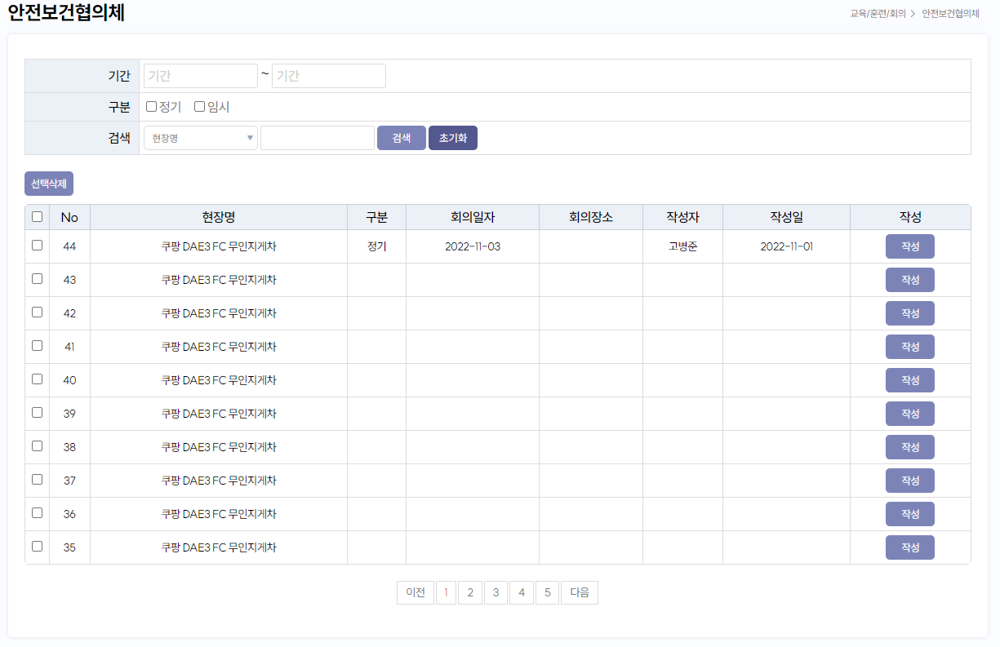 안전보건협의체
교육/훈련/회의 > 안전보건협의체
기간 기간 ~ 기간
구분 정기 임시
검색 현장명 ▼ 검색 초기화
선택삭제
No 현장명 구분 회의일자 회의장소 작성자 작성일 작성
44 쿠팡 DAE3 FC 무인지게차 정기 2022-11-03 고병준 2022-11-01 작성
43 쿠팡 DAE3 FC 무인지게차 작성
42 쿠팡 DAE3 FC 무인지게차 작성
41 쿠팡 DAE3 FC 무인지게차 작성
40 쿠팡 DAE3 FC 무인지게차 작성
39 쿠팡 DAE3 FC 무인지게차 작성
38 쿠팡 DAE3 FC 무인지게차 작성
37 쿠팡 DAE3 FC 무인지게차 작성
36 쿠팡 DAE3 FC 무인지게차 작성
35 쿠팡 DAE3 FC 무인지게차 작성
이전 1 2 3 4 5 다음